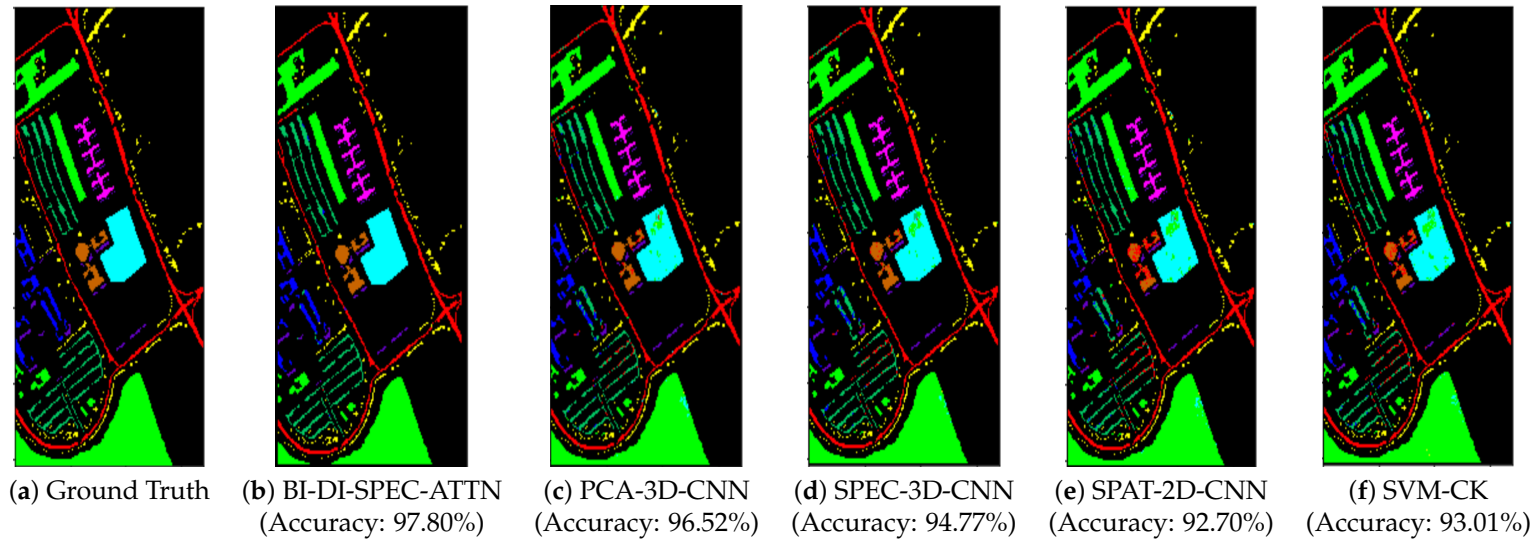 (a) Ground Truth
(b) BI-DI-SPEC-ATTN
(Accuracy: 97.80%)
(c) PCA-3D-CNN
(Accuracy: 96.52%)
(d) SPEC-3D-CNN
(Accuracy: 94.77%)
(e) SPAT-2D-CNN
(Accuracy: 92.70%)
(f) SVM-CK
(Accuracy: 93.01%)